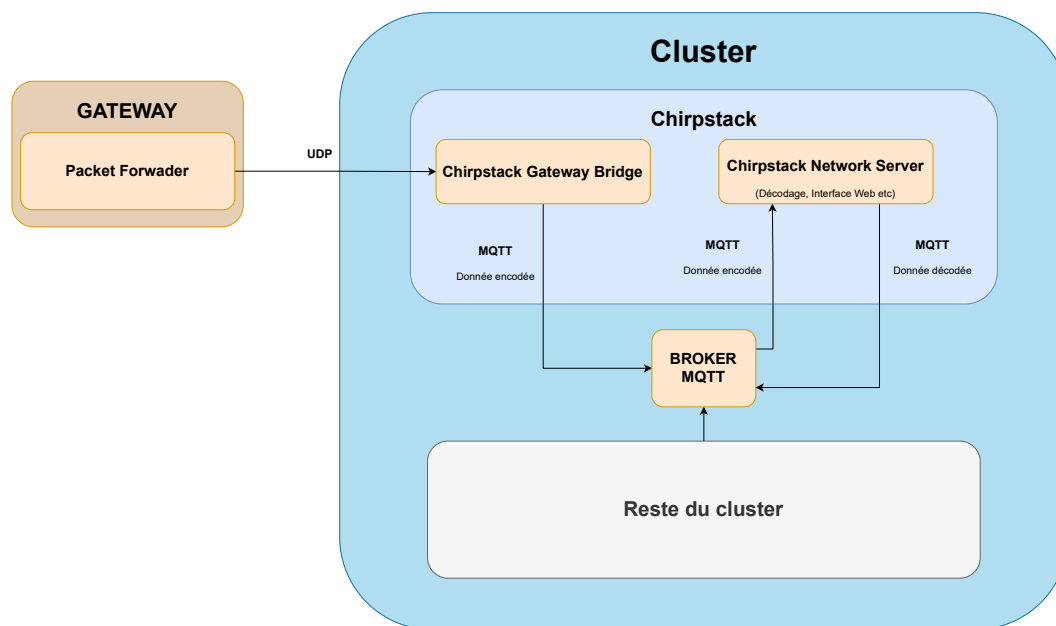 Cluster
GATEWAY
Packet Forwader
UDP
Chirpstack
Chirpstack Gateway Bridge
Chirpstack Network Server
(Décodage, Interface Web etc)
MQTT
Donnée encodée
MQTT
Donnée encodée
MQTT
Donnée décodée
BROKER
MQTT
Reste du cluster